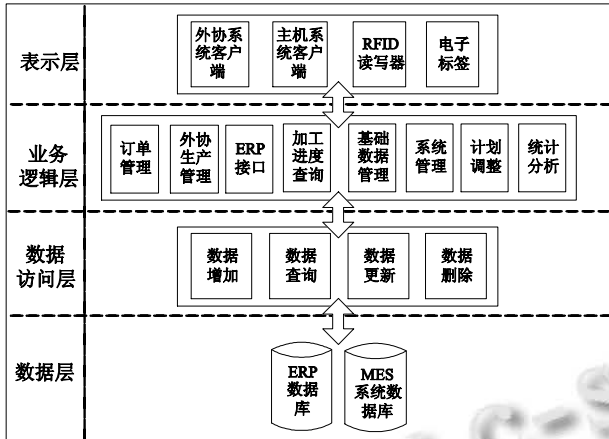 表示层
外协系
统客户
端
主机系
统客户
端
RFID
读写器
电子
标签
业务
逻辑层
订单
管理
外协
生产
管理
ERP
接口
加工
进度
查询
基础
数据
管理
系统
管理
计划
调整
统计
分析
数据
访问层
数据
增加
数据
查询
数据
更新
数据
删除
数据层
ERP
数据
库
MES
系统数
据库